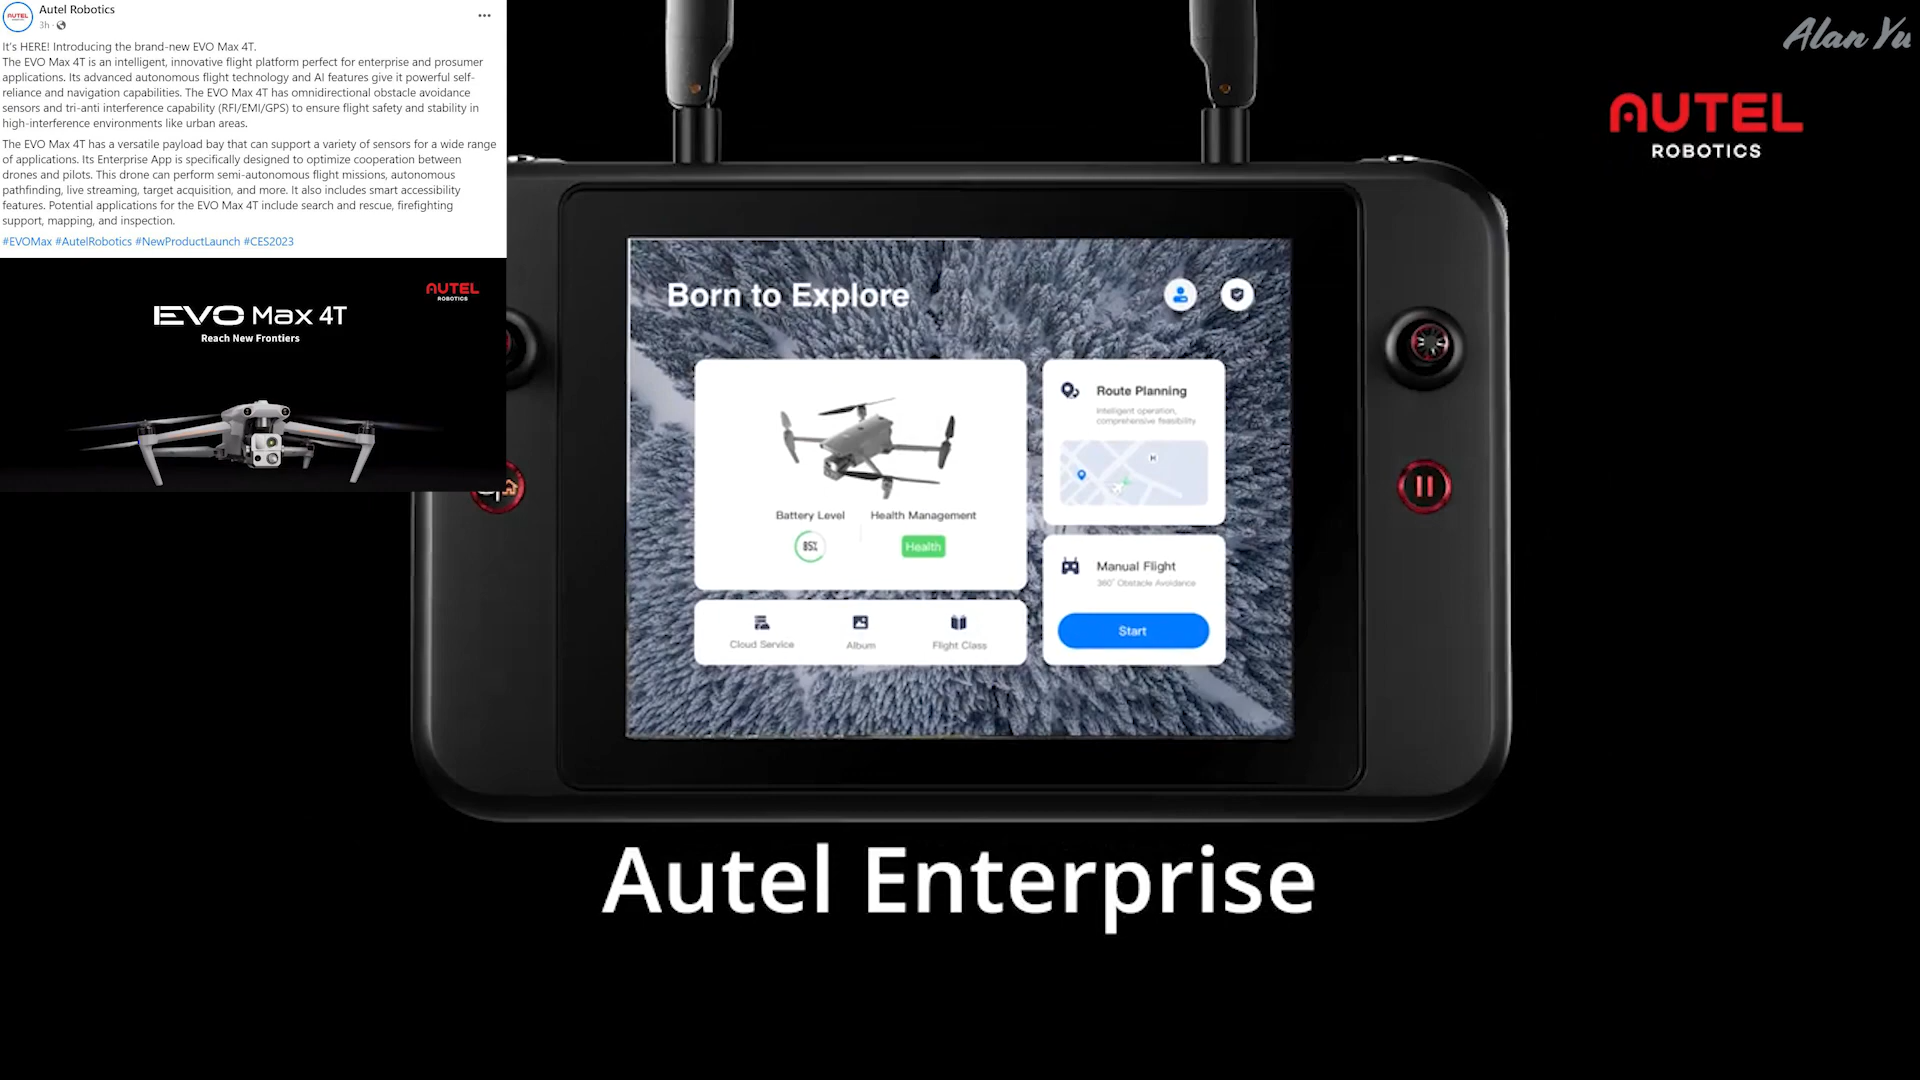 AUTEL
ROBOTICS
Autel Robotics
3h ·
It's HERE! Introducing the brand-new EVO Max 4T.
The EVO Max 4T is an intelligent, innovative flight platform perfect for enterprise and prosumer
applications. Its advanced autonomous flight technology and AI features give it powerful self-
reliance and navigation capabilities. The EVO Max 4T has omnidirectional obstacle avoidance
sensors and tri-anti interference capability (RFI/EMI/GPS) to ensure flight safety and stability in
high-interference environments like urban areas.
The EVO Max 4T has a versatile payload bay that can support a variety of sensors for a wide range
of applications. Its Enterprise App is specifically designed to optimize cooperation between
drones and pilots. This drone can perform semi-autonomous flight missions, autonomous
pathfinding, live streaming, target acquisition, and more. It also includes smart accessibility
features. Potential applications for the EVO Max 4T include search and rescue, firefighting
support, mapping, and inspection.
#EVOMax #AutelRobotics #NewProductLaunch #CES2023
AUTEL
ROBOTICS
EVO Max 4T
Reach New Frontiers
Alan Yu
AUTEL
ROBOTICS
Born to Explore
Battery Level
Health Management
85%
Health
Cloud Service
Album
Flight Class
Route Planning
Intelligent operation,
comprehensive feasibility
H
Manual Flight
360° Obstacle Avoidance
Start
Autel Enterprise